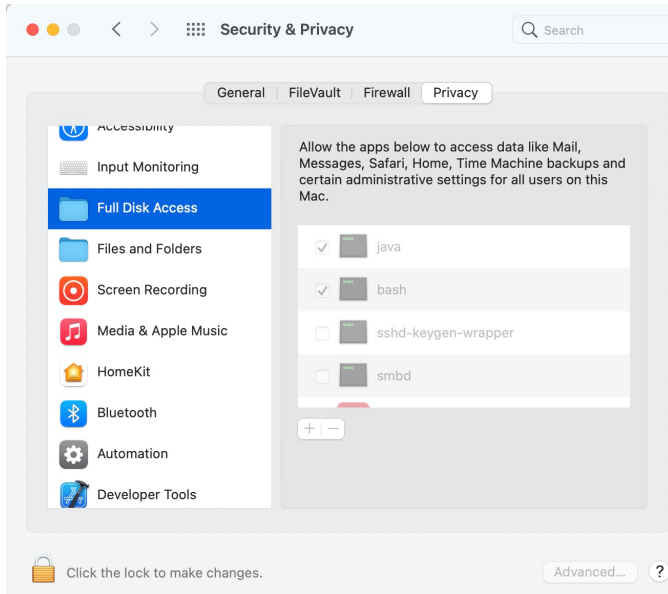 Security & Privacy
Search
General
FileVault
Firewall
Privacy
Accessibility
Input Monitoring
Full Disk Access
Files and Folders
Screen Recording
Media & Apple Music
HomeKit
Bluetooth
Automation
Developer Tools
Allow the apps below to access data like Mail,
Messages, Safari, Home, Time Machine backups and
certain administrative settings for all users on this
Mac.
java
bash
sshd-keygen-wrapper
smbd
+ −
Click the lock to make changes.
Advanced...
?